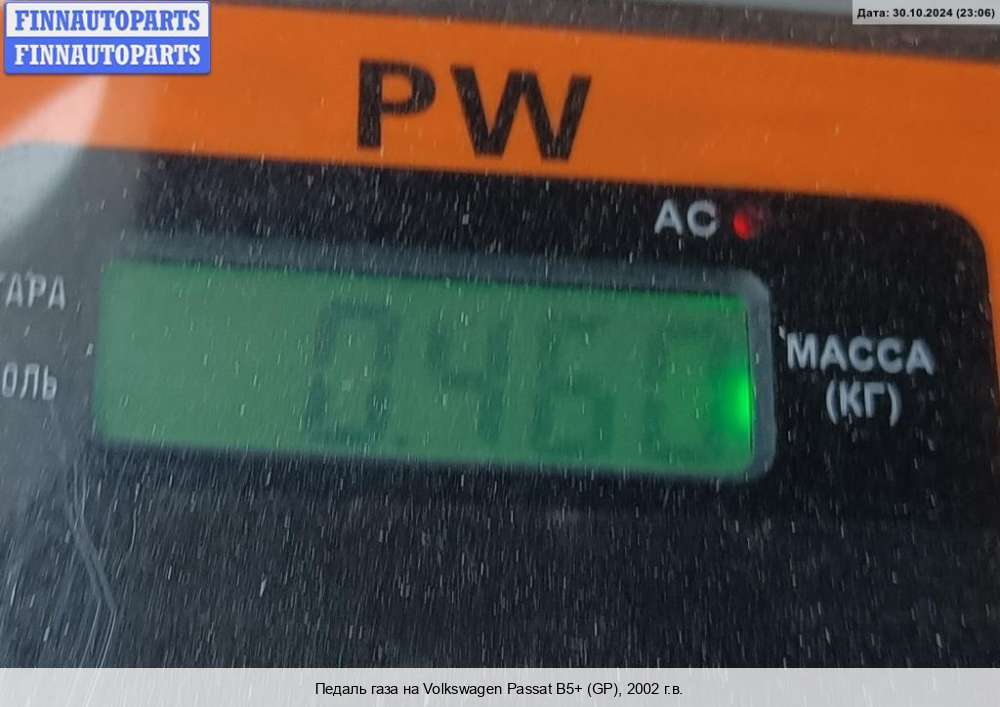 FINNAUTOPARTS
FINNAUTOPARTS
Дата: 30.10.2024 (23:06)
PW
AC
ТАРА
0.460
МАССА
(КГ)
ОЛЬ
Педаль газа на Volkswagen Passat B5+ (GP), 2002 г.в.